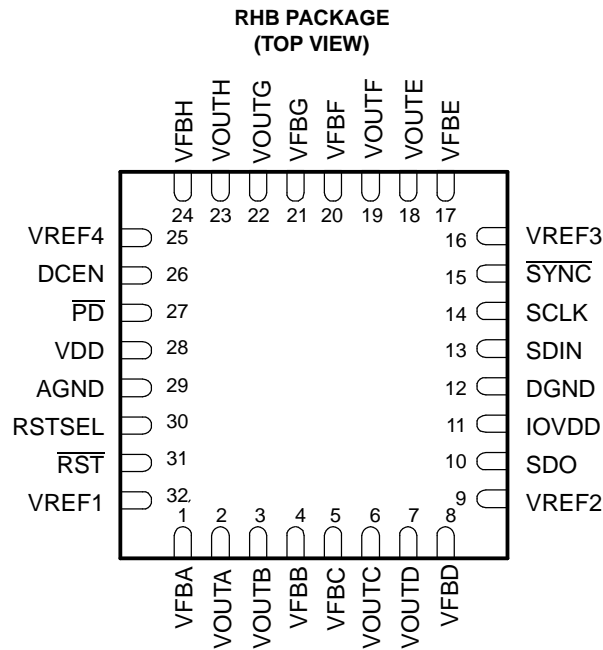 RHB PACKAGE
(TOP VIEW)
VFBH VOUTH VOUTG VFBG VFBF VOUTF VOUTE VFBE
24 23 22 21 20 19 18 17
VREF4 25 16 VREF3
DCEN 26 15 SYNC
PD 27 14 SCLK
VDD 28 13 SDIN
AGND 29 12 DGND
RSTSEL 30 11 IOVDD
RST 31 10 SDO
VREF1 32 9 VREF2
1 2 3 4 5 6 7 8
VFBA VOUTA VOUTB VFBB VFBC VOUTC VOUTD VFBD